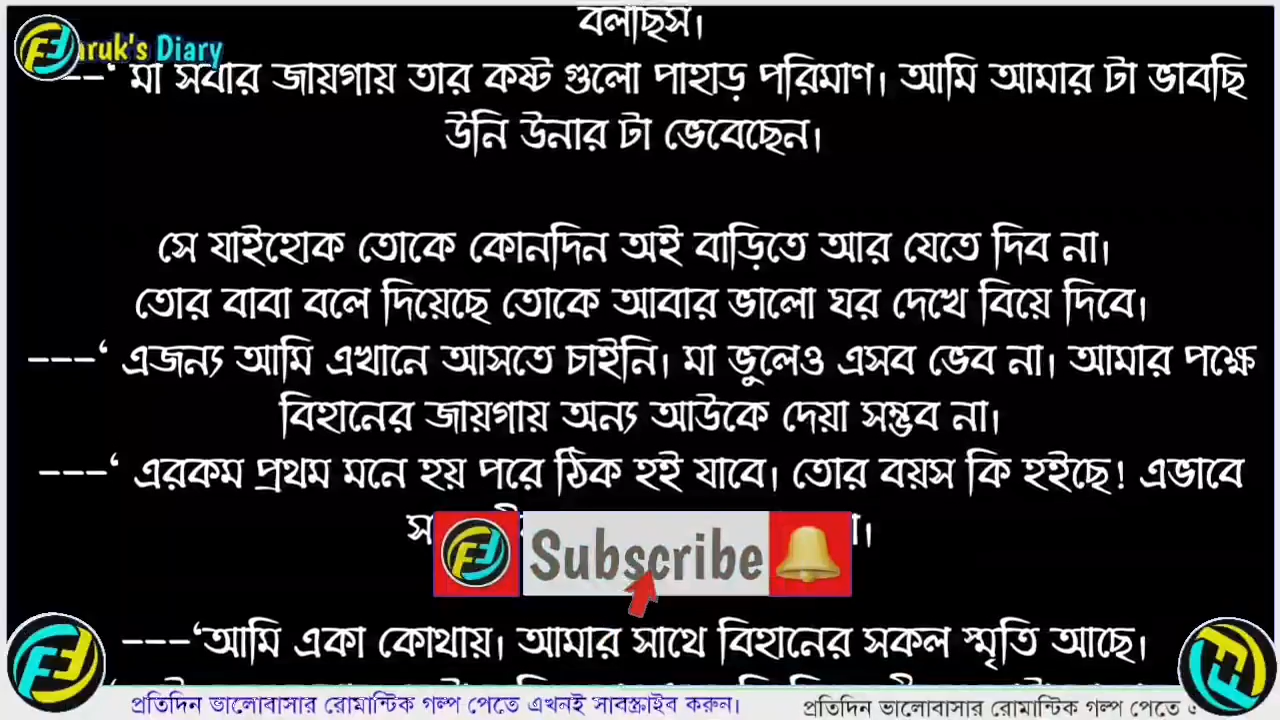 বলাছস।
aruk's Diary
---‘ মা সবার জায়গায় তার কষ্ট গুলো পাহাড় পরিমাণ। আমি আমার টা ভাবছি
উনি উনার টা ভেবেছেন।
সে যাইহোক তোকে কোনদিন অই বাড়িতে আর যেতে দিব না।
তোর বাবা বলে দিয়েছে তোকে আবার ভালো ঘর দেখে বিয়ে দিবে।
---‘ এজন্য আমি এখানে আসতে চাইনি। মা ভুলেও এসব ভেব না। আমার পক্ষে
বিহানের জায়গায় অন্য আউকে দেয়া সম্ভব না।
---‘ এরকম প্রথম মনে হয় পরে ঠিক হই যাবে। তোর বয়স কি হইছে! এভাবে
Subscribe
---‘আমি একা কোথায়। আমার সাথে বিহানের সকল স্মৃতি আছে।
প্রতিদিন ভালোবাসার রোমান্টিক গল্প পেতে এখনই সাবস্ক্রাইব করুন।
প্রতিদিন ভালোবাসার রোমান্টিক গল্প পেতে